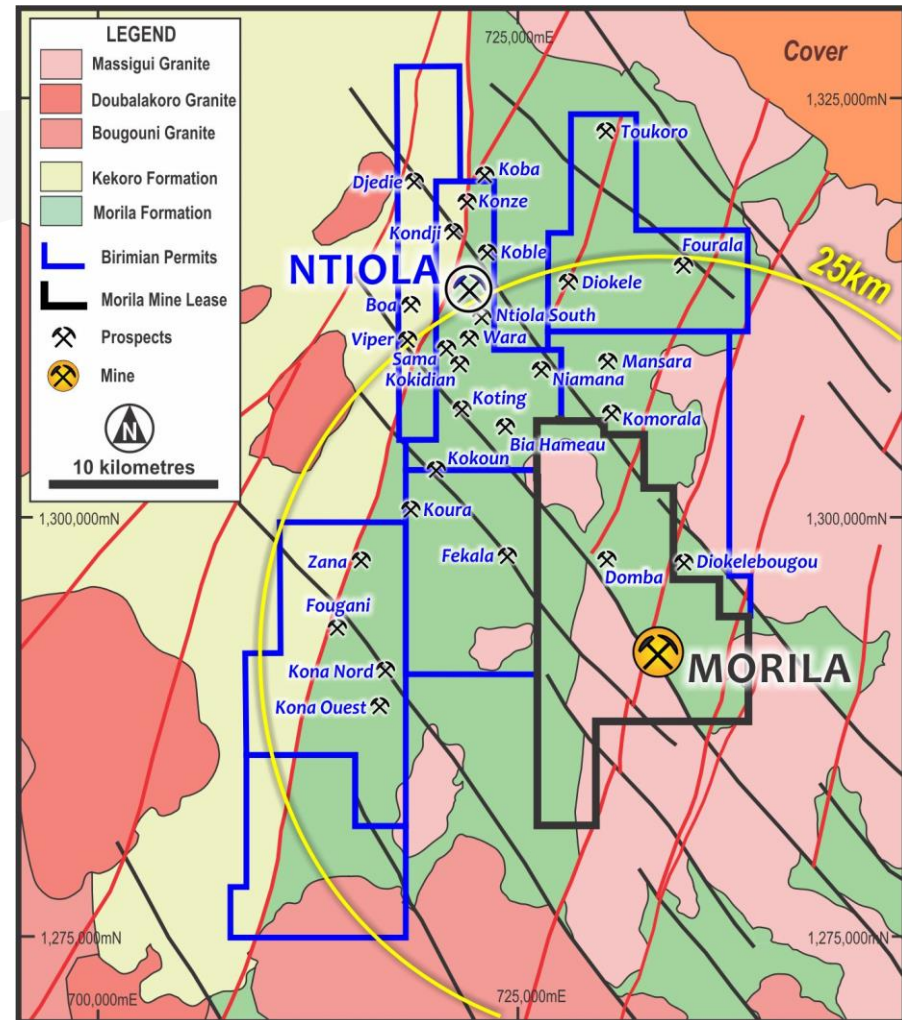 LEGEND
Massigui Granite
Doubalakoro Granite
Bougouni Granite
Kekoro Formation
Morila Formation
Birimian Permits
Morila Mine Lease
Prospects
Mine
N
10 kilometres
725,000mE
Cover
1,325,000mN
Toukoro
Djedie
Koba
Konze
Kondji
Koble
Fourala
25km
NTIOLA
Diokele
Boa
Ntiola South
Viper
Wara
Sama
Mansara
Kokidian
Niamana
Koting
Komorala
Bia Hameau
Kokoun
Koura
1,300,000mN
1,300,000mN
Zana
Fekala
Domba
Diokelebougou
Fougani
Kona Nord
MORILA
Kona Ouest
1,275,000mN
1,275,000mN
700,000mE
725,000mE